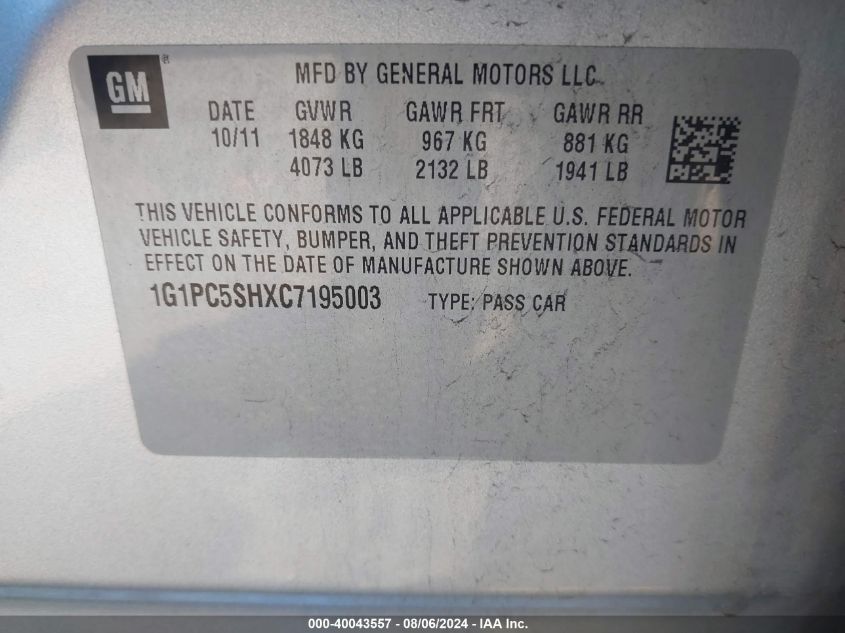 GM
MFD BY GENERAL MOTORS LLC
DATE GVWR GAWR FRT GAWR RR
10/11 1848 KG 967 KG 881 KG
4073 LB 2132 LB 1941 LB
THIS VEHICLE CONFORMS TO ALL APPLICABLE U.S. FEDERAL MOTOR
VEHICLE SAFETY, BUMPER, AND THEFT PREVENTION STANDARDS IN
EFFECT ON THE DATE OF MANUFACTURE SHOWN ABOVE.
1G1PC5SHXC7195003 TYPE: PASS CAR
000-40043557 - 08/06/2024 - IAA Inc.